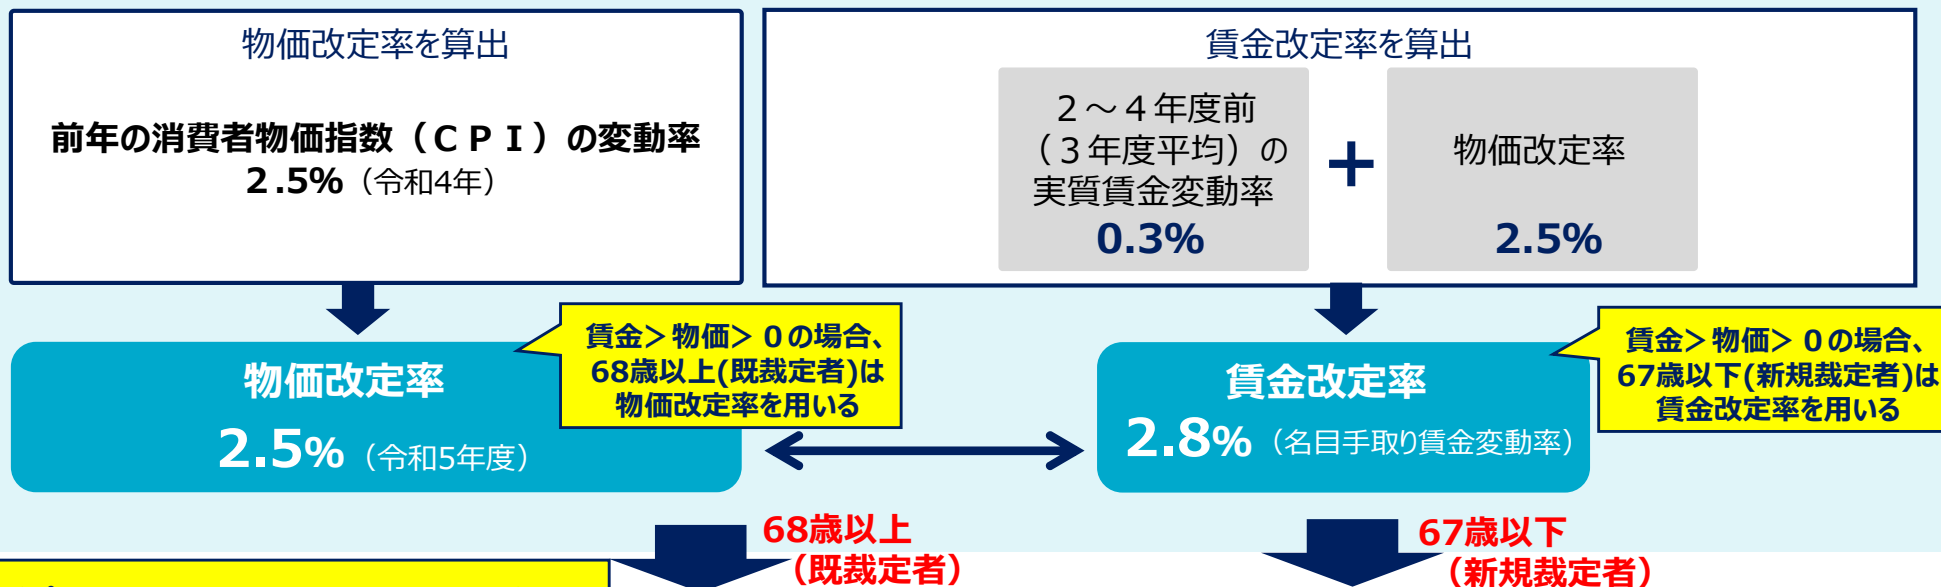 物価改定率を算出
前年の消費者物価指数（ＣＰＩ）の変動率
２.5%（令和4年）
賃金改定率を算出
２～４年度前
（３年度平均）の
実質賃金変動率
0.3%
＋
物価改定率
2.5%
賃金＞物価＞０の場合、
68歳以上(既裁定者)は
物価改定率を用いる
賃金＞物価＞０の場合、
67歳以下(新規裁定者)は
賃金改定率を用いる
物価改定率
2.5%（令和5年度）
賃金改定率
2.8%（名目手取り賃金変動率）
68歳以上
（既裁定者）
67歳以下
（新規裁定者）